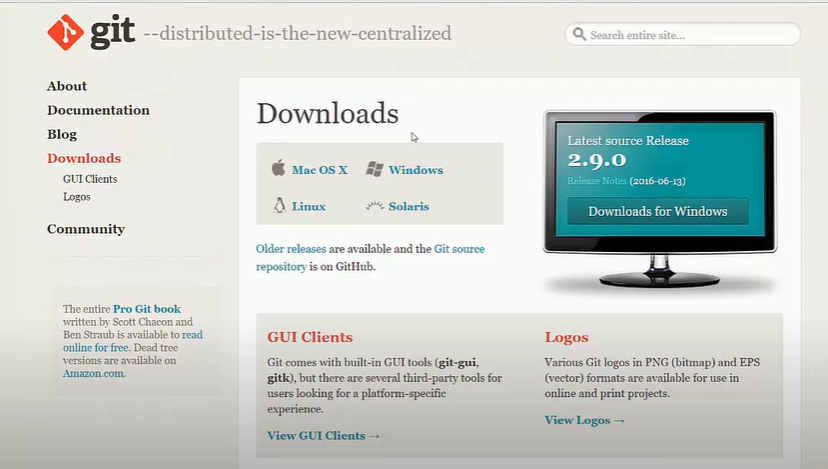 git --distributed-is-the-new-centralized
Search entire site...
About
Documentation
Blog
Downloads
GUI Clients
Logos
Community
The entire Pro Git book
written by Scott Chacon and
Ben Straub is available to read
online for free. Dead tree
versions are available on
Amazon.com.
Downloads
Mac OS X Windows
Linux Solaris
Older releases are available and the Git source
repository is on GitHub.
Latest source Release
2.9.0
Release Notes (2016-06-13)
Downloads for Windows
GUI Clients
Git comes with built-in GUI tools (git-gui,
gitk), but there are several third-party tools for
users looking for a platform-specific
experience.
View GUI Clients →
Logos
Various Git logos in PNG (bitmap) and EPS
(vector) formats are available for use in
online and print projects.
View Logos →